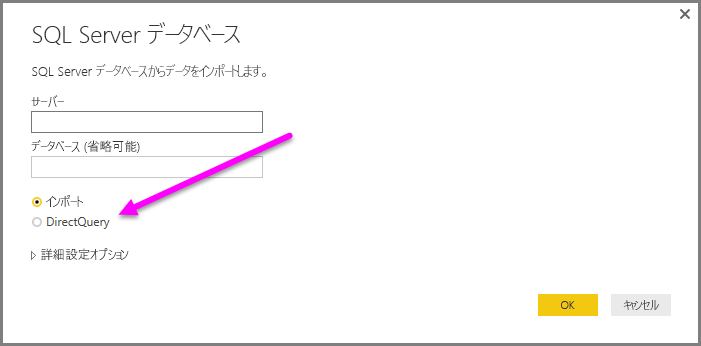 SQL Server データベース
SQL Server データベースからデータをインポートします。
サーバー
データベース (省略可能)
インポート
DirectQuery
詳細設定オプション
OK
キャンセル